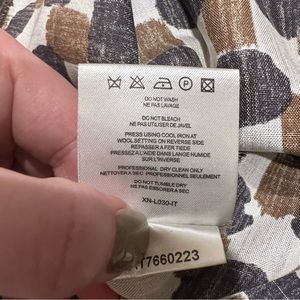 DO NOT WASH
NE PAS LAVER
DO NOT BLEACH
NE PAS UTILISER DE JAVEL
PRESS USING COOL IRON AT
WOOL SETTING ON REVERSE SIDE
REPASSER A FER TIEDE
PRESSEZ A L'AIDE LANGE HUMIDE
SUR L'INVERSE
PROFESSIONAL DRY CLEAN ONLY
NETTOYER A SEC PROFESSIONNEL SEULEMENT
DO NOT TUMBLE DRY
NE PAS ESSORER A SEC
XN-L030-IT
17660223